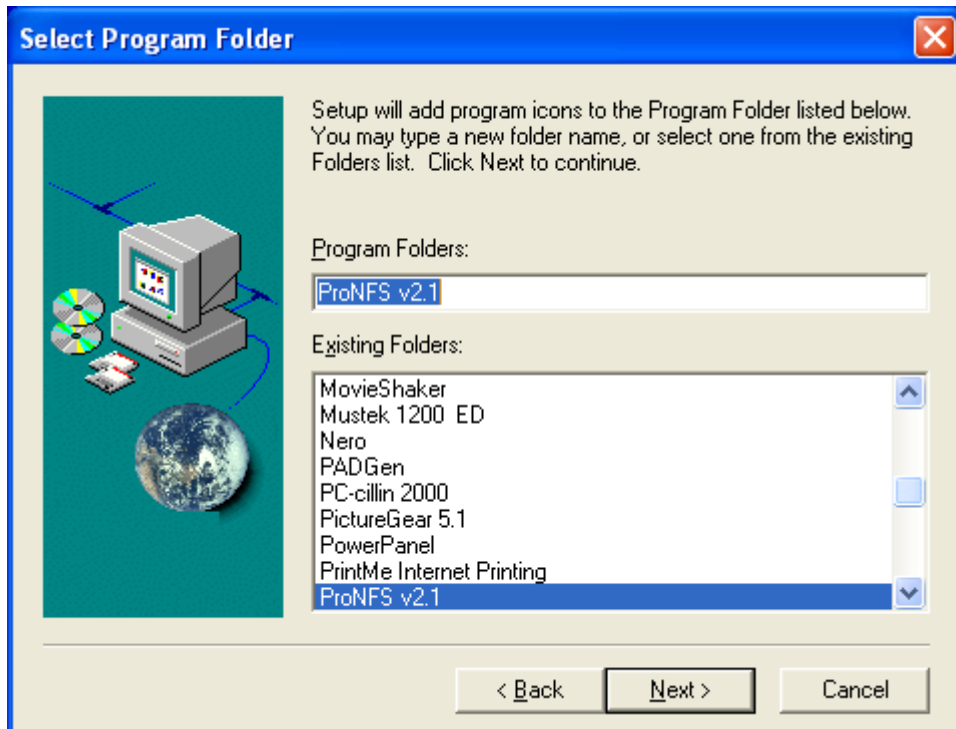 Select Program Folder
Setup will add program icons to the Program Folder listed below.
You may type a new folder name, or select one from the existing
Folders list.  Click Next to continue.
Program Folders:
ProNFS v2.1
Existing Folders:
MovieShaker
Mustek 1200  ED
Nero
PADGen
PC-cillin 2000
PictureGear 5.1
PowerPanel
PrintMe Internet Printing
ProNFS v2.1
< Back
Next >
Cancel